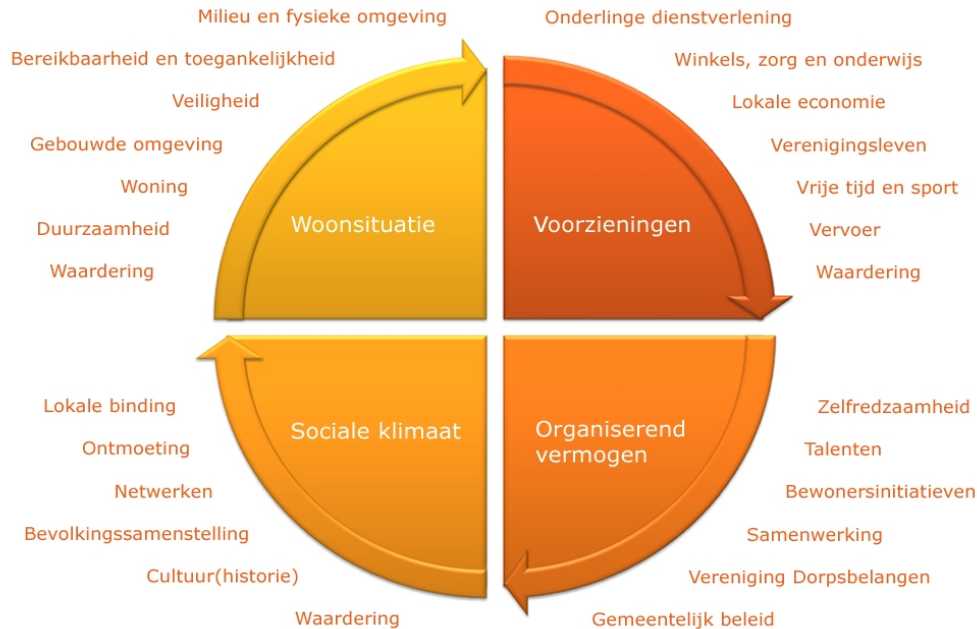 Milieu en fysieke omgeving
Bereikbaarheid en toegankelijkheid
Veiligheid
Gebouwde omgeving
Woning
Duurzaamheid
Waardering
Woonsituatie
Onderlinge dienstverlening
Winkels, zorg en onderwijs
Lokale economie
Verenigingsleven
Vrije tijd en sport
Vervoer
Waardering
Voorzieningen
Lokale binding
Ontmoeting
Netwerken
Bevolkingssamenstelling
Cultuur(historie)
Waardering
Sociale klimaat
Organiserend
vermogen
Zelfredzaamheid
Talenten
Bewonersinitiatieven
Samenwerking
Vereniging Dorpsbelangen
Gemeentelijk beleid